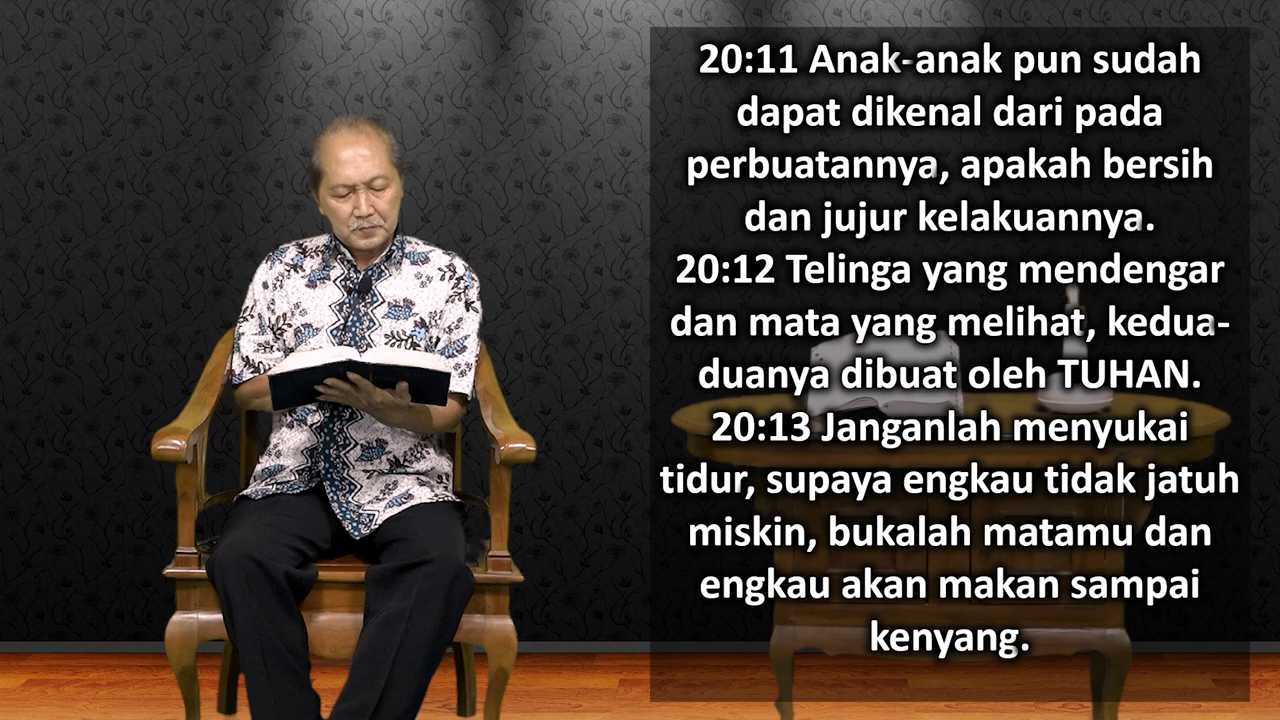 20:11 Anak-anak pun sudah
dapat dikenal dari pada
perbuatannya, apakah bersih
dan jujur kelakuannya.
20:12 Telinga yang mendengar
dan mata yang melihat, kedua-
duanya dibuat oleh TUHAN.
20:13 Janganlah menyukai
tidur, supaya engkau tidak jatuh
miskin, bukalah matamu dan
engkau akan makan sampai
kenyang.